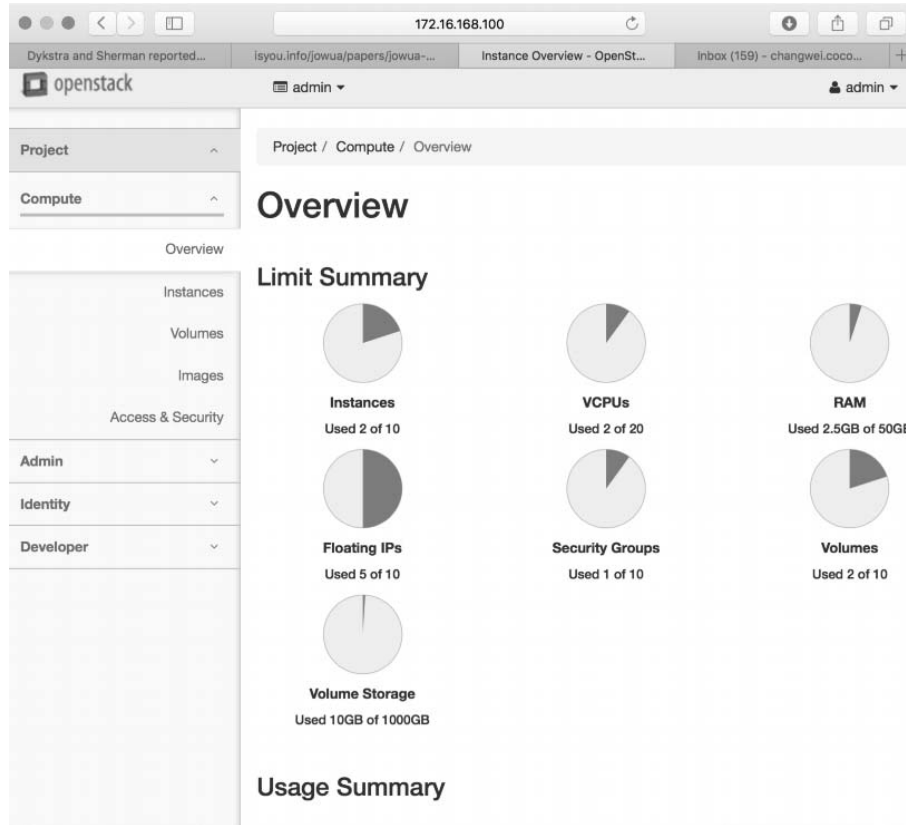 172.16.168.100
Dykstra and Sherman reported...
isyou.info/jowua/papers/jowua-...
Instance Overview - OpenSt...
Inbox (159) - changwei.coco...
openstack
admin
admin
Project
Project / Compute / Overview
Compute
Overview
Overview
Limit Summary
Instances
Volumes
Images
Access & Security
Admin
Identity
Developer
Instances
Used 2 of 10
VCPUs
Used 2 of 20
RAM
Used 2.5GB of 50GB
Floating IPs
Used 5 of 10
Security Groups
Used 1 of 10
Volumes
Used 2 of 10
Volume Storage
Used 10GB of 1000GB
Usage Summary